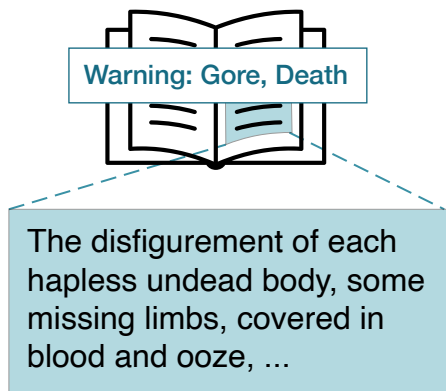 Warning: Gore, Death
The disfigurement of each
hapless undead body, some
missing limbs, covered in
blood and ooze, ...